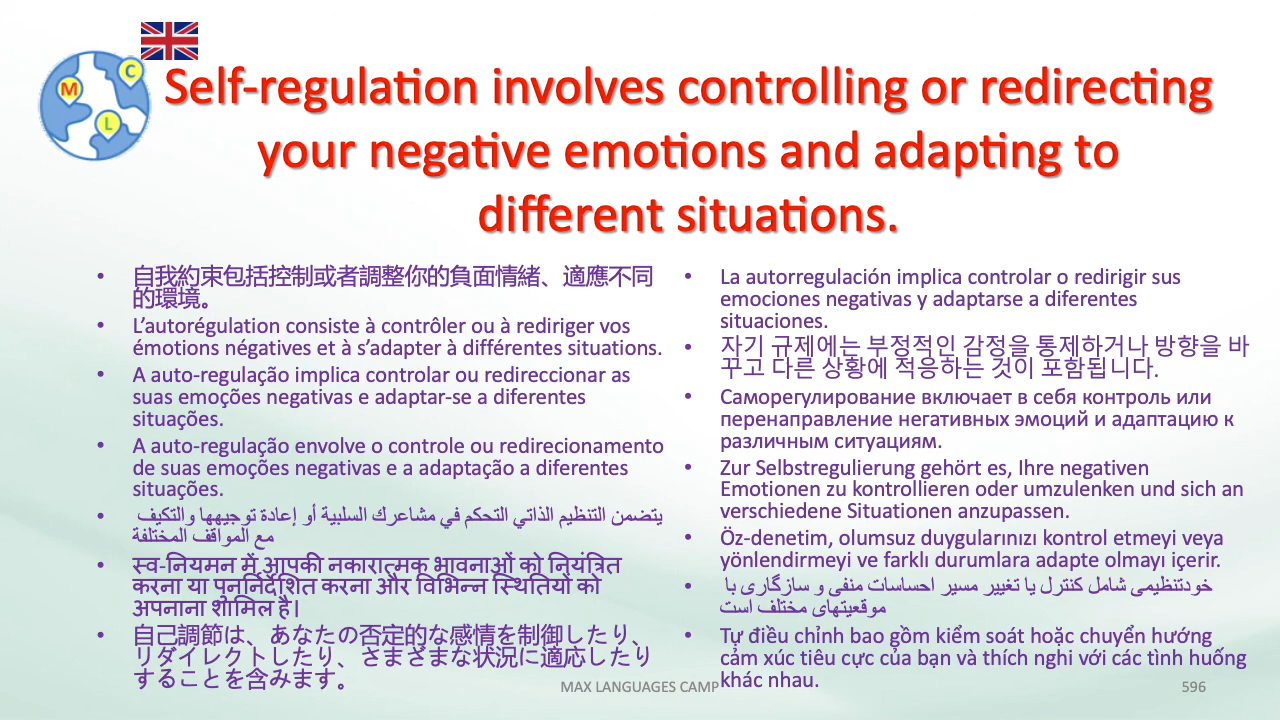 M
C
L
Self-regulation involves controlling or redirecting
your negative emotions and adapting to
different situations.
• 自我約束包括控制或者調整你的負面情緒、適應不同
的環境。
• L’autorégulation consiste à contrôler ou à rediriger vos
émotions négatives et à s’adapter à différentes situations.
• A auto-regulação implica controlar ou redireccionar as
suas emoções negativas e adaptar-se a diferentes
situações.
• A auto-regulação envolve o controle ou redirecionamento
de suas emoções negativas e a adaptação a diferentes
situações.
• يتضمن التنظيم الذاتي التحكم في مشاعرك السلبية أو إعادة توجيهها والتكيف
مع المواقف المختلفة
• स्व-नियमन में आपकी नकारात्मक भावनाओं को नियंत्रित
करना या पुनर्निर्देशित करना और विभिन्न स्थितियों को
अपनाना शामिल है।
• 自己調節は、あなたの否定的な感情を制御したり、
リダイレクトしたり、さまざまな状況に適応したり
することを含みます。
• La autorregulación implica controlar o redirigir sus
emociones negativas y adaptarse a diferentes
situaciones.
• 자기 규제에는 부정적인 감정을 통제하거나 방향을 바
꾸고 다른 상황에 적응하는 것이 포함됩니다.
• Саморегулирование включает в себя контроль или
перенаправление негативных эмоций и адаптацию к
различным ситуациям.
• Zur Selbstregulierung gehört es, Ihre negativen
Emotionen zu kontrollieren oder umzulenken und sich an
verschiedene Situationen anzupassen.
• Öz-denetim, olumsuz duygularınızı kontrol etmeyi veya
yönlendirmeyi ve farklı durumlara adapte olmayı içerir.
• خودتنظیمی شامل کنترل یا تغییر مسیر احساسات منفی و سازگاری با
موقعیتهای مختلف است
• Tự điều chỉnh bao gồm kiểm soát hoặc chuyển hướng
cảm xúc tiêu cực của bạn và thích nghi với các tình huống
khác nhau.
MAX LANGUAGES CAMP
596